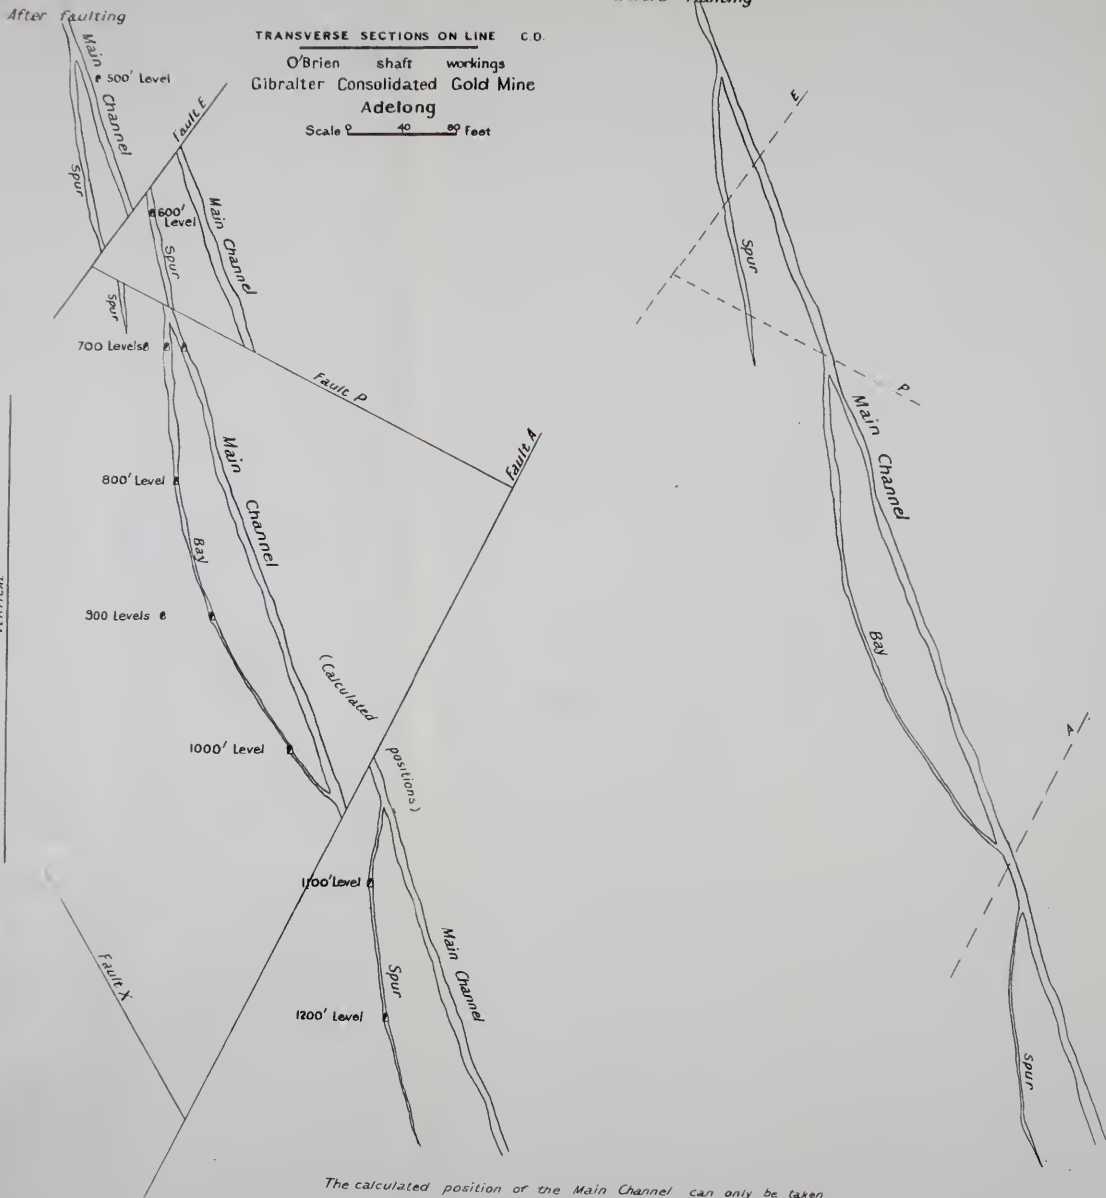 After faulting
TRANSVERSE SECTIONS ON LINE C.D.
O'Brien shaft workings
Gibralter Consolidated Gold Mine
Adelong
Scale 0 40 80 Feet
Main Channel
500' Level
Spur
Fault E
600' Level
Spur
Main Channel
Spur
700 Levels
Fault P
Fault A
800' Level
Main Channel
Bay
900 Levels
(Calculated positions)
1000' Level
1100' Level
Main Channel
Fault X
Spur
1200' Level
faulting
E
Spur
P
Main Channel
Bay
A
Spur
The calculated position of the Main Channel can only be taken